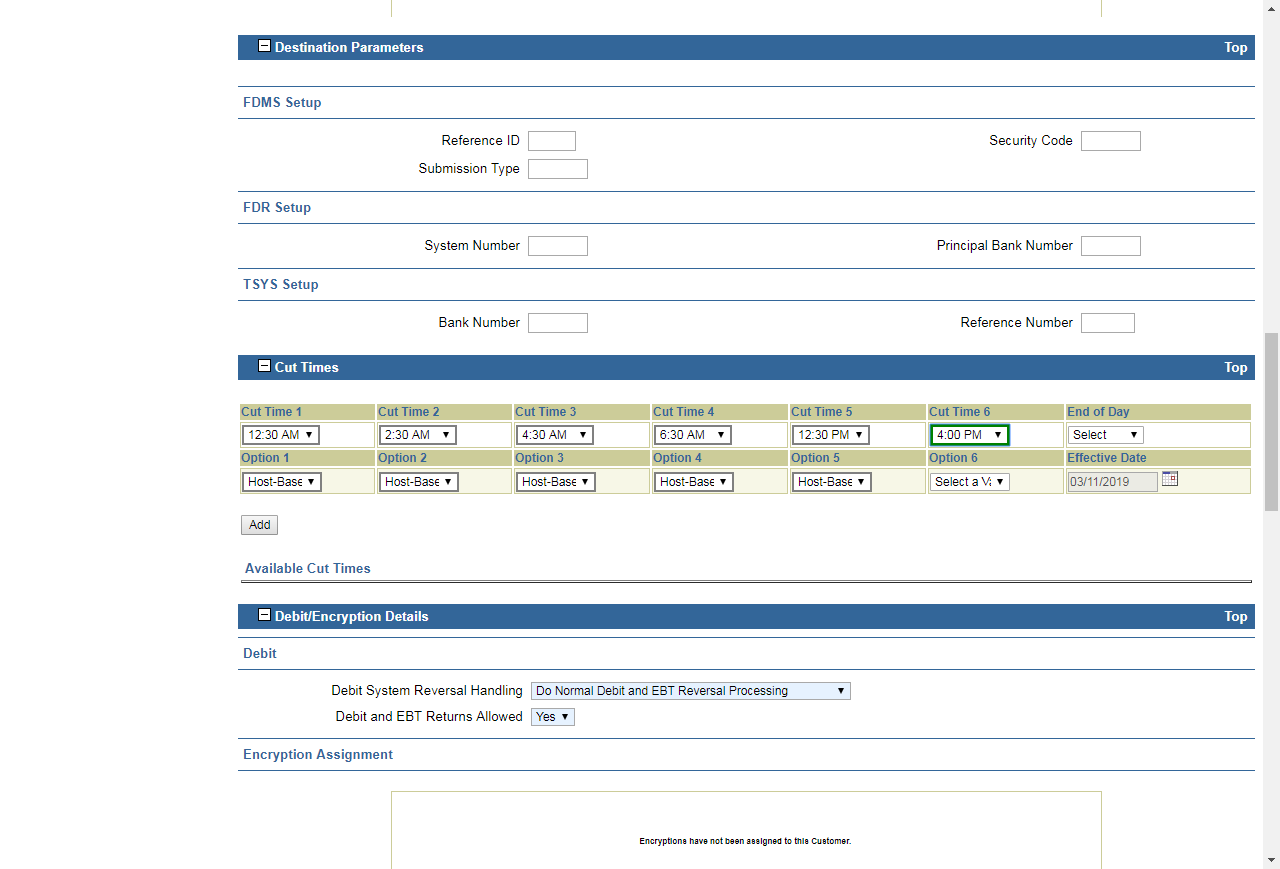 Destination Parameters Top
FDMS Setup
Reference ID Security Code
Submission Type
FDR Setup
System Number Principal Bank Number
TSYS Setup
Bank Number Reference Number
Cut Times Top
Cut Time 1 Cut Time 2 Cut Time 3 Cut Time 4 Cut Time 5 Cut Time 6 End of Day
12:30 AM 2:30 AM 4:30 AM 6:30 AM 12:30 PM 4:00 PM Select
Option 1 Option 2 Option 3 Option 4 Option 5 Option 6 Effective Date
Host-Base Host-Base Host-Base Host-Base Host-Base Select a 03/11/2019
Add
Available Cut Times
Debit/Encryption Details Top
Debit
Debit System Reversal Handling Do Normal Debit and EBT Reversal Processing
Debit and EBT Returns Allowed Yes
Encryption Assignment
Encryptions have not been assigned to this Customer.